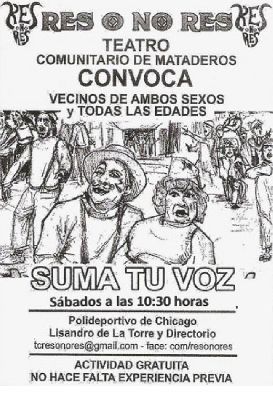 RES O NO RES
RES O NO RES
RES O NO RES
TEATRO
COMUNITARIO DE MATADEROS
CONVOCA
VECINOS DE AMBOS SEXOS
y TODAS LAS EDADES
SUMA TU VOZ
Sábados a las 10:30 horas
Polideportivo de Chicago
Lisandro de La Torre y Directorio
tcresonores@gmail.com - face: com/resonores
ACTIVIDAD GRATUITA
NO HACE FALTA EXPERIENCIA PREVIA